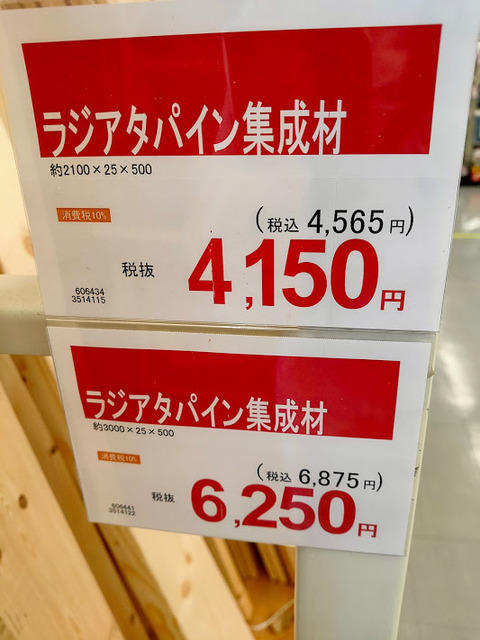 ラジアタパイン集成材
約2100×25×500
消費税10%
(税込 4,565円)
税抜 4,150円
606434
3514115
ラジアタパイン集成材
約3000×25×500
消費税10%
(税込 6,875円)
税抜 6,250円
606441
3514122